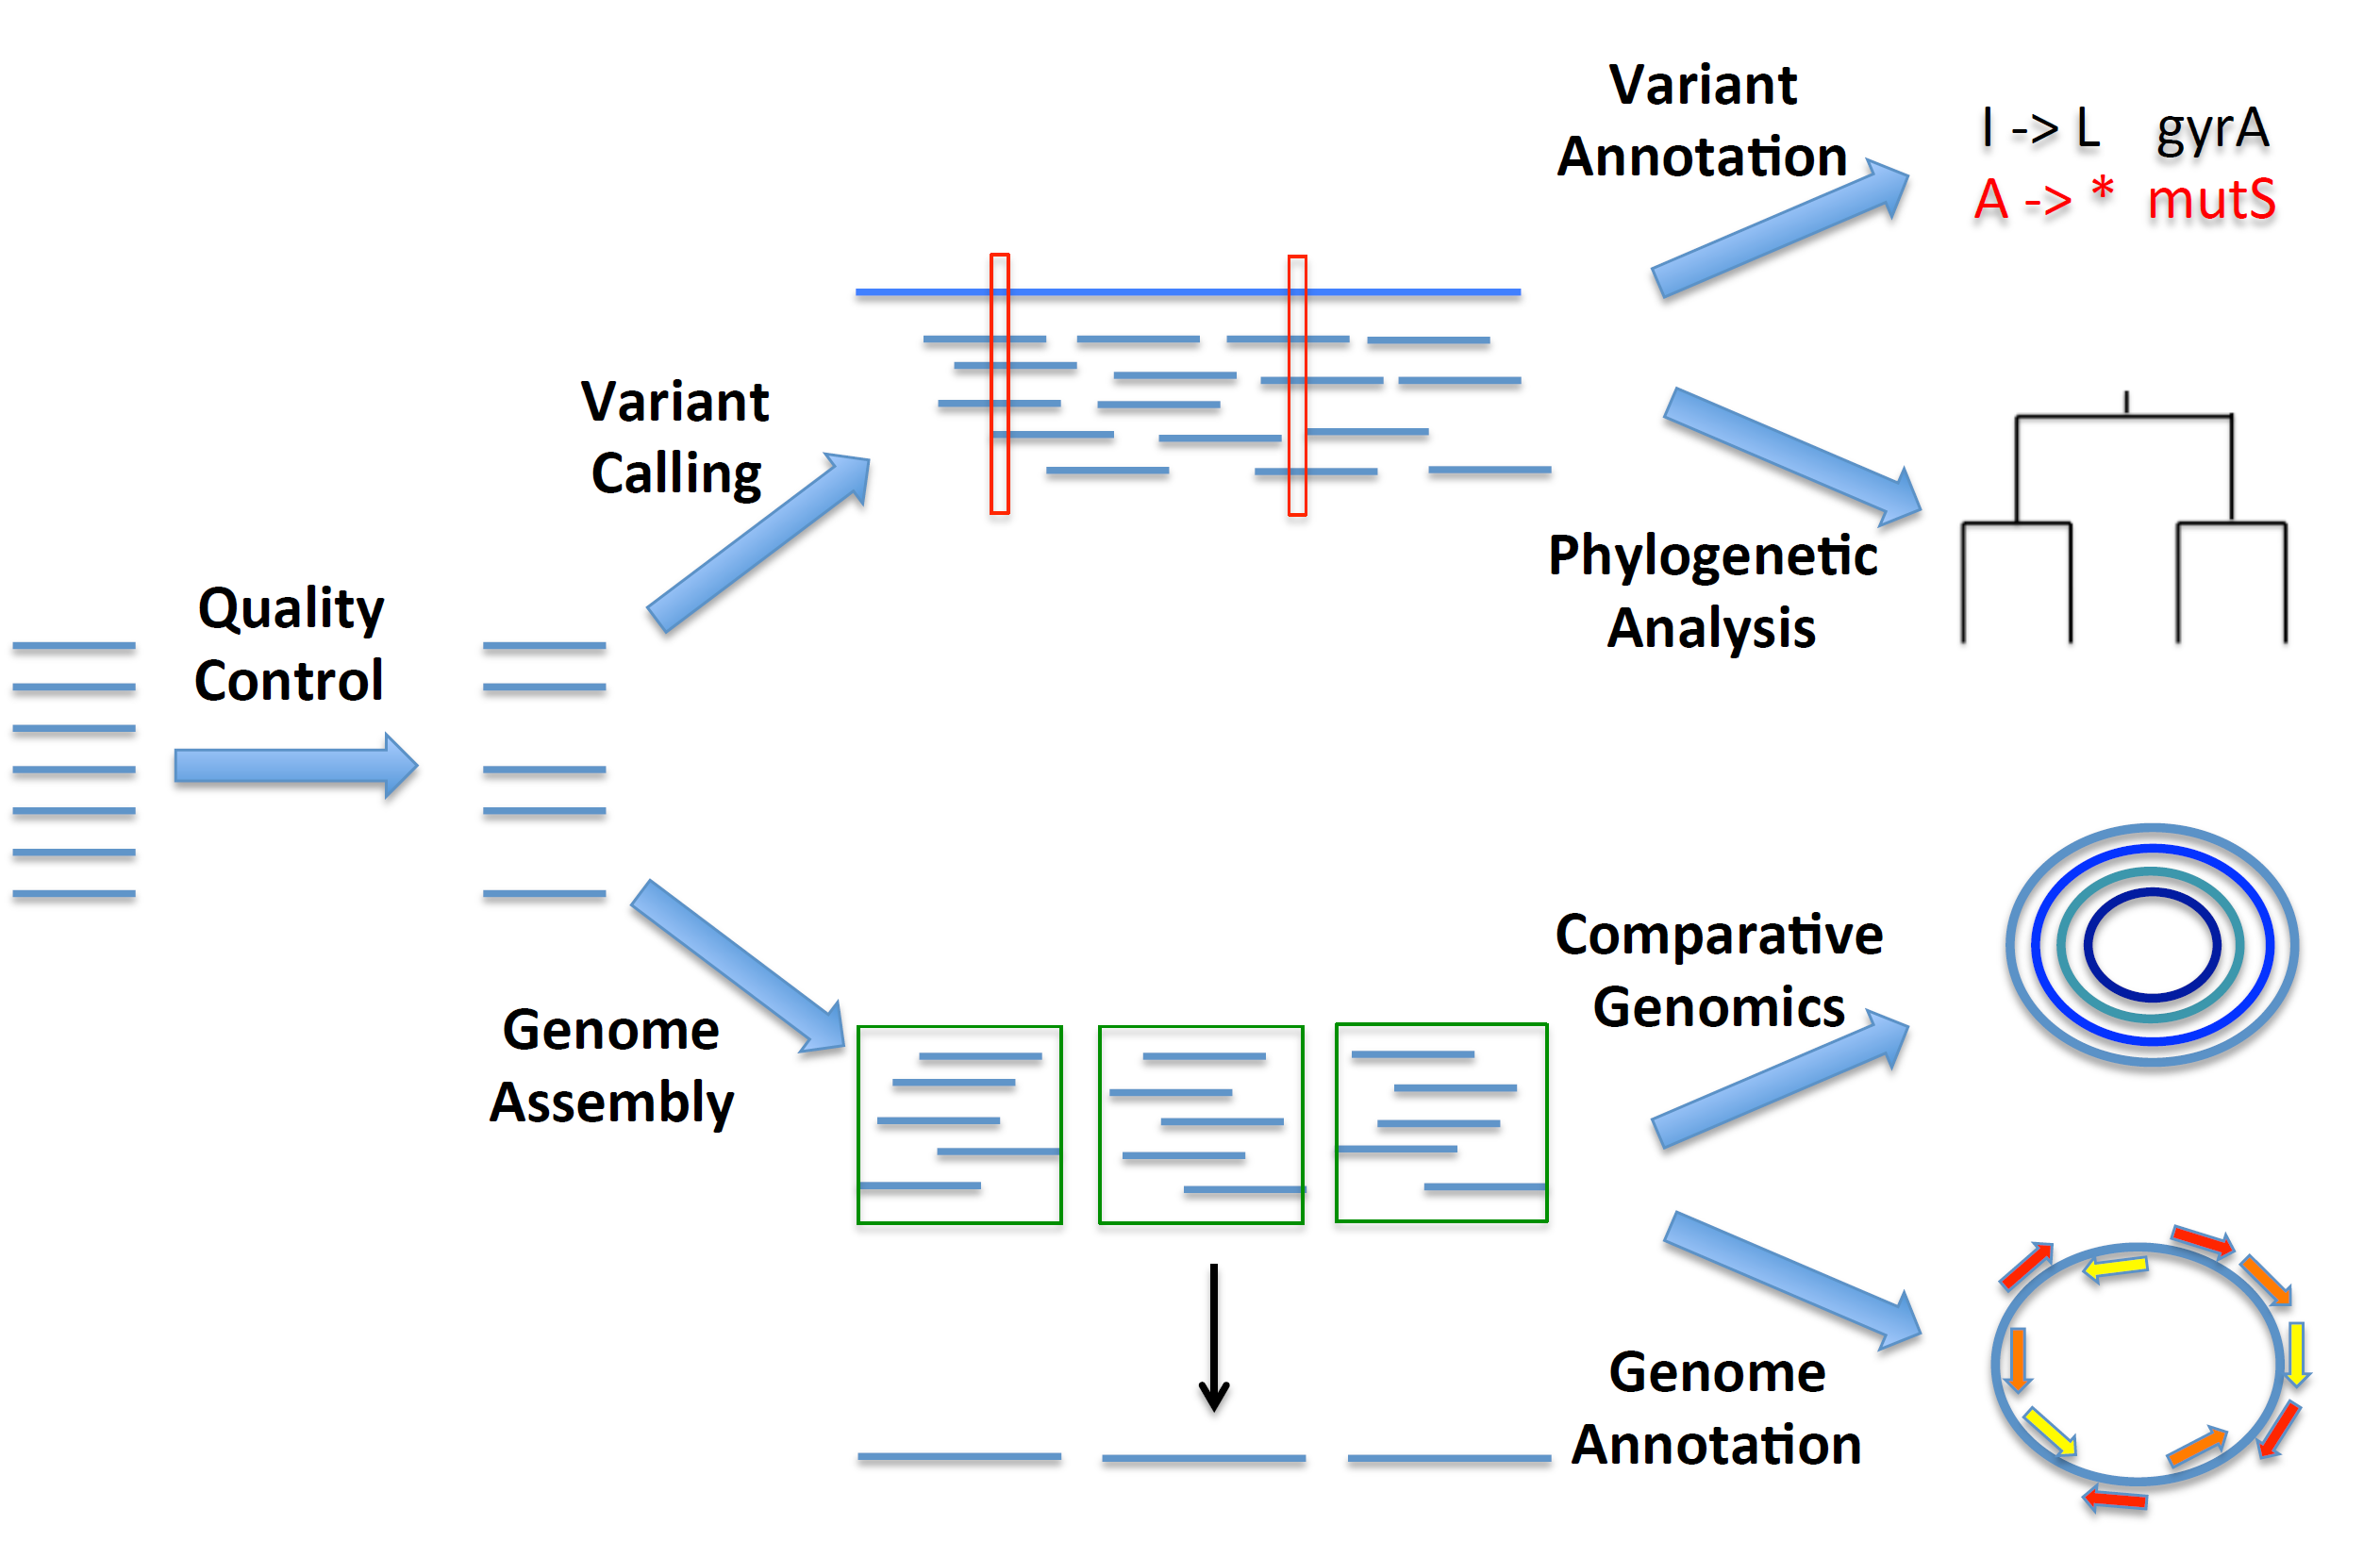 Quality
Control
Variant
Calling
Genome
Assembly
Variant
Annotation
I -> L gyrA
A -> * mutS
Phylogenetic
Analysis
Comparative
Genomics
Genome
Annotation